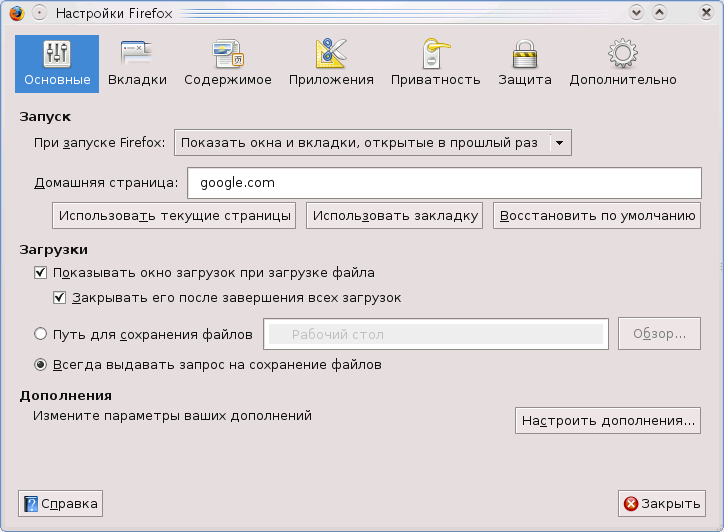 Настройки Firefox
Основные Вкладки Содержимое Приложения Приватность Защита Дополнительно
Запуск
При запуске Firefox: Показать окна и вкладки, открытые в прошлый раз
Домашняя страница: google.com
Использовать текущие страницы Использовать закладку Восстановить по умолчанию
Загрузки
Показывать окно загрузок при загрузке файла
Закрывать его после завершения всех загрузок
Путь для сохранения файлов Рабочий стол Обзор...
Всегда выдавать запрос на сохранение файлов
Дополнения
Измените параметры ваших дополнений
Настроить дополнения...
Справка Закрыть